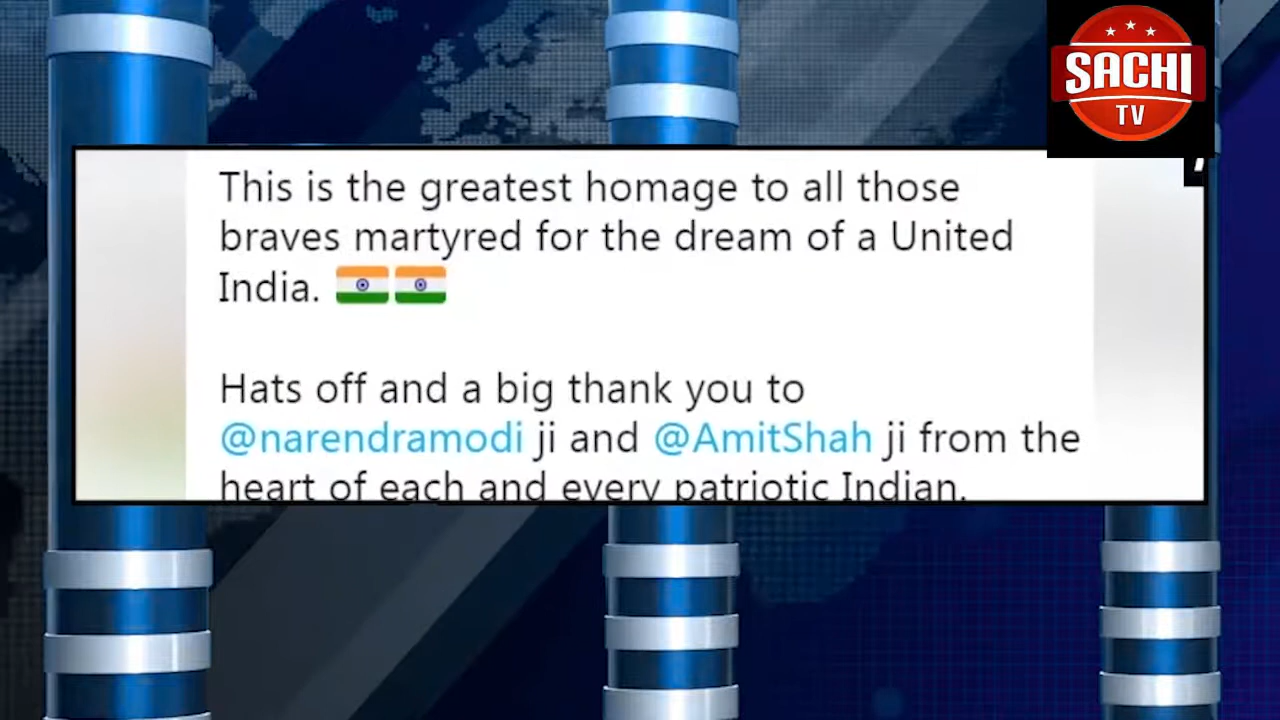 SACHI
TV
This is the greatest homage to all those
braves martyred for the dream of a United
India. 🇮🇳🇮🇳
Hats off and a big thank you to
@narendramodi ji and @AmitShah ji from the
heart of each and every patriotic Indian.